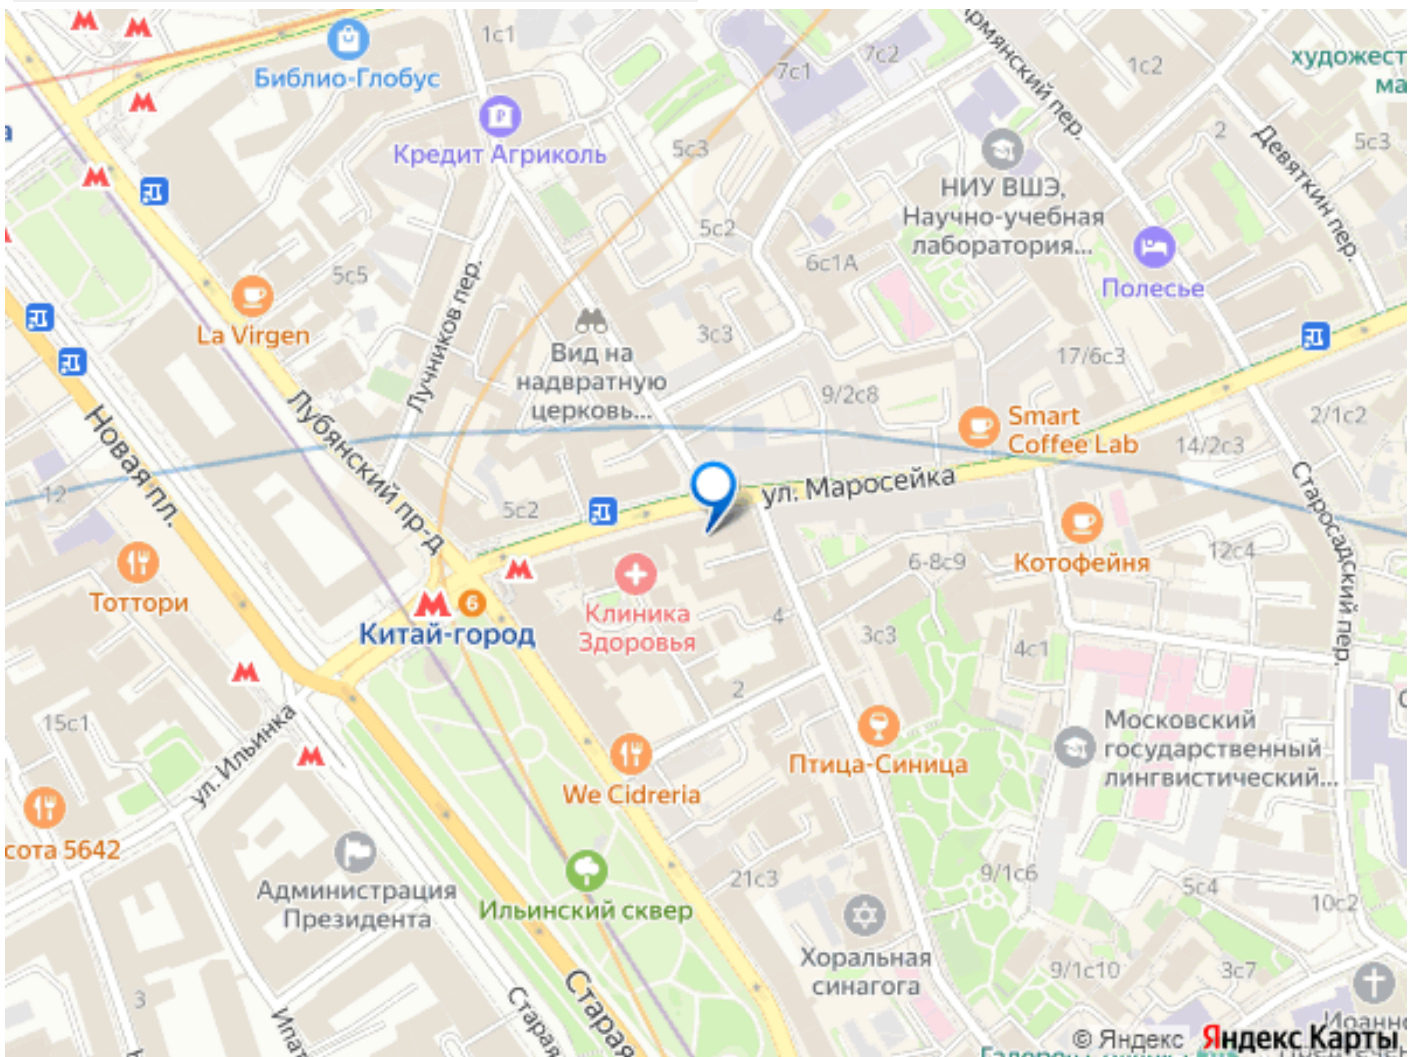 1с1
7с2
7с1
1с2
художест
ма
Библио-Глобус
Армянский пер.
Кредит Агриколь
5с3
2
5с3
Девяткин пер.
НИУ ВШЭ,
Научно-учебная
лаборатория...
5с2
6с1А
5с5
Полесье
La Virgen
Лучников пер.
3с3
Вид на
надвратную
церковь...
17/6с3
9/2с8
Smart
Coffee Lab
2/1с2
14/2с3
Новая пл.
Лубянский пр-д
12
ул. Маросейка
5с2
Старосадский пер.
6-8с9
Котофейня
12с4
Тоттори
6
Китай-город
Клиника
Здоровья
4
3с3
4с1
2
15с1
ул. Ильинка
Птица-Синица
Московский
государственный
лингвистический...
We Cidreria
сота 5642
Администрация
Президента
Ильинский сквер
21с3
9/1с6
5с4
10с2
Хоральная
синагога
9/1с10
3с7
3
Старая
Старая
Ипат
Иоанно
© Яндекс Яндекс Карты